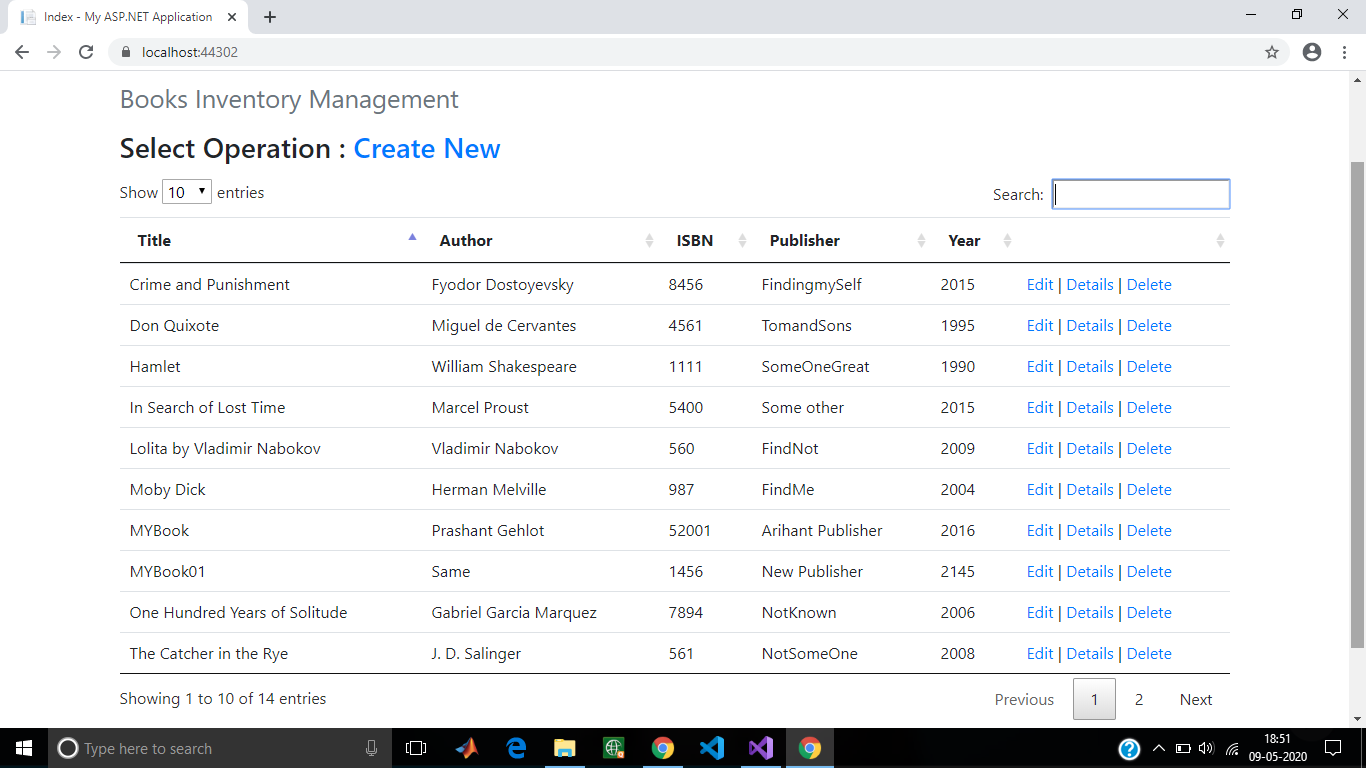 Index - My ASP.NET Application
localhost:44302
Books Inventory Management
Select Operation : Create New
Show 10 entries Search:
Title Author ISBN Publisher Year
Crime and Punishment Fyodor Dostoyevsky 8456 FindingmySelf 2015 Edit | Details | Delete
Don Quixote Miguel de Cervantes 4561 TomandSons 1995 Edit | Details | Delete
Hamlet William Shakespeare 1111 SomeOneGreat 1990 Edit | Details | Delete
In Search of Lost Time Marcel Proust 5400 Some other 2015 Edit | Details | Delete
Lolita by Vladimir Nabokov Vladimir Nabokov 560 FindNot 2009 Edit | Details | Delete
Moby Dick Herman Melville 987 FindMe 2004 Edit | Details | Delete
MYBook Prashant Gehlot 52001 Arihant Publisher 2016 Edit | Details | Delete
MYBook01 Same 1456 New Publisher 2145 Edit | Details | Delete
One Hundred Years of Solitude Gabriel Garcia Marquez 7894 NotKnown 2006 Edit | Details | Delete
The Catcher in the Rye J. D. Salinger 561 NotSomeOne 2008 Edit | Details | Delete
Showing 1 to 10 of 14 entries Previous 1 2 Next
Type here to search
18:51
09-05-2020